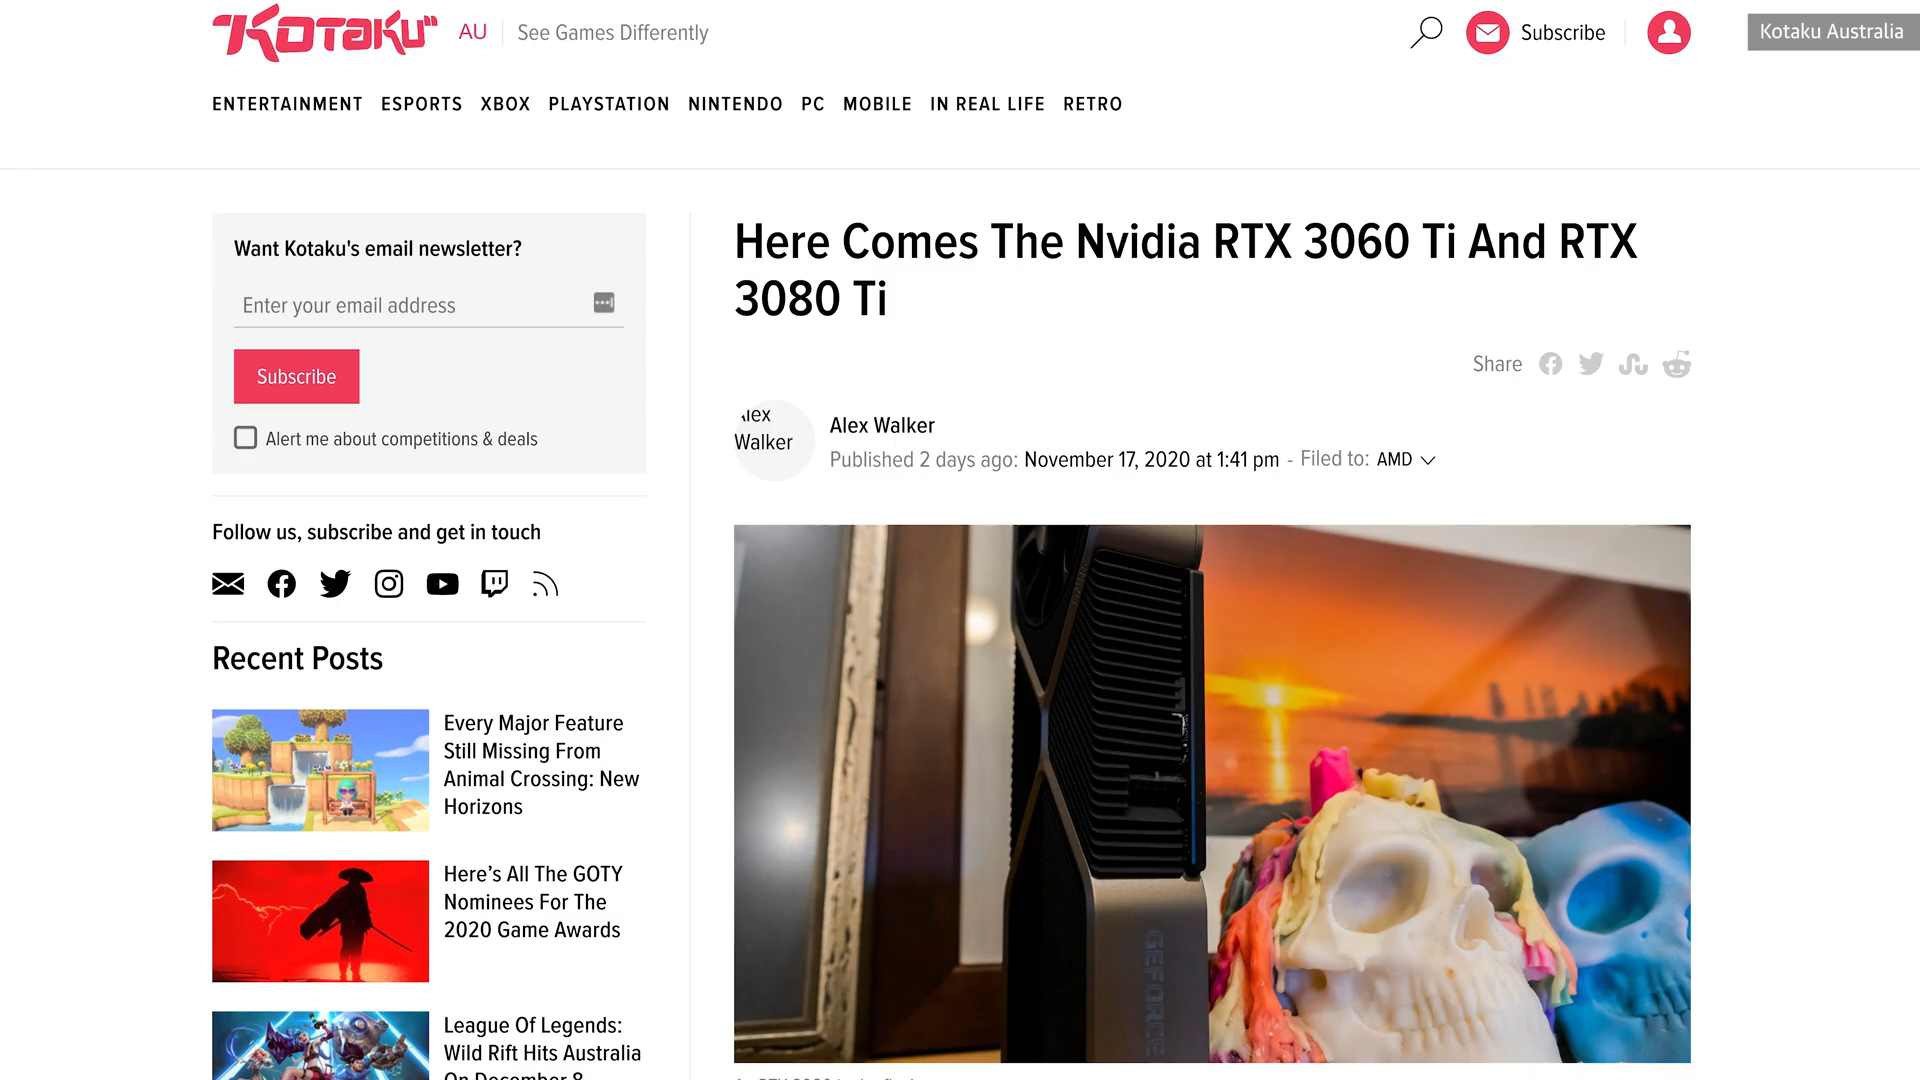 KOTAKU AU See Games Differently
Subscribe
Kotaku Australia
ENTERTAINMENT ESPORTS XBOX PLAYSTATION NINTENDO PC MOBILE IN REAL LIFE RETRO
Want Kotaku's email newsletter?
Enter your email address
Subscribe
Alert me about competitions & deals
Follow us, subscribe and get in touch
Recent Posts
Every Major Feature
Still Missing From
Animal Crossing: New
Horizons
Here’s All The GOTY
Nominees For The
2020 Game Awards
League Of Legends:
Wild Rift Hits Australia
On December 8
Here Comes The Nvidia RTX 3060 Ti And RTX
3080 Ti
Share
Alex
Walker
Alex Walker
Published 2 days ago: November 17, 2020 at 1:41 pm - Filed to: AMD
GEFORCE